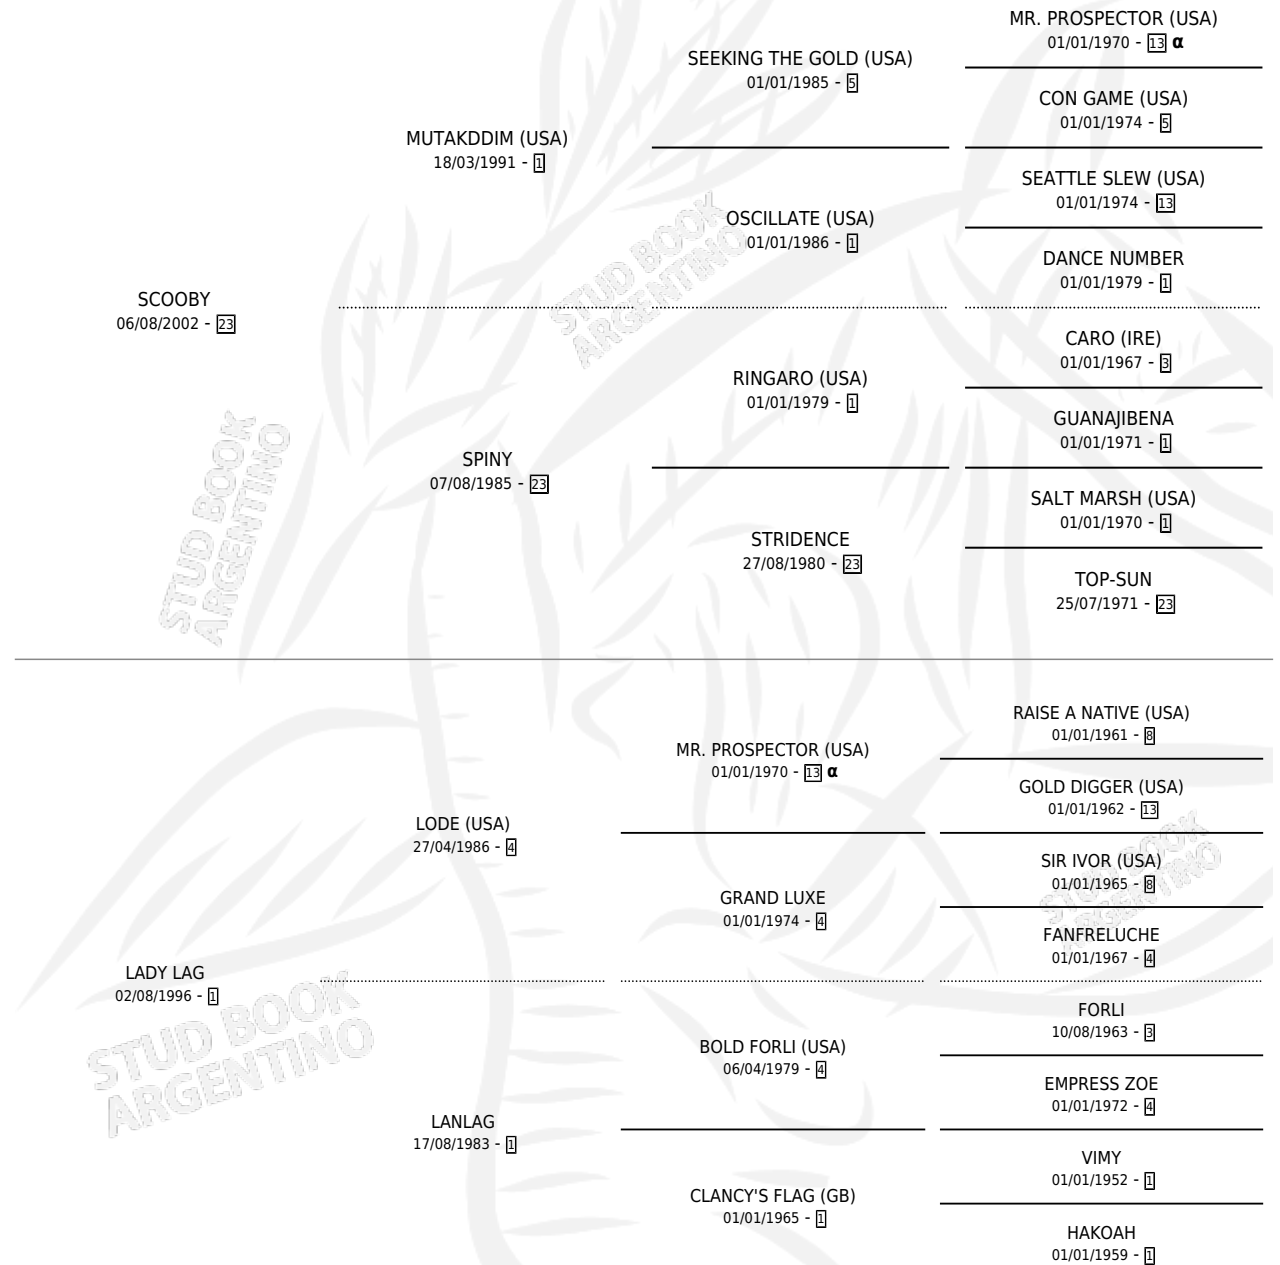 MR. PROSPECTOR (USA)
01/01/1970 - 13 α
SEEKING THE GOLD (USA)
01/01/1985 - 5
CON GAME (USA)
01/01/1974 - 5
MUTAKDDIM (USA)
18/03/1991 - 1
SEATTLE SLEW (USA)
01/01/1974 - 13
OSCILLATE (USA)
01/01/1986 - 1
DANCE NUMBER
01/01/1979 - 1
SCOOBY
06/08/2002 - 23
CARO (IRE)
01/01/1967 - 3
RINGARO (USA)
01/01/1979 - 1
GUANAJIBENA
01/01/1971 - 1
SPINY
07/08/1985 - 23
SALT MARSH (USA)
01/01/1970 - 1
STRIDENCE
27/08/1980 - 23
TOP-SUN
25/07/1971 - 23
STUD BOOK
ARGENTINO
STUD BOOK
ARGENTINO
RAISE A NATIVE (USA)
01/01/1961 - 8
MR. PROSPECTOR (USA)
01/01/1970 - 13 α
GOLD DIGGER (USA)
01/01/1962 - 13
LODE (USA)
27/04/1986 - 4
SIR IVOR (USA)
01/01/1965 - 8
GRAND LUXE
01/01/1974 - 4
FANFRELUCHE
01/01/1967 - 4
LADY LAG
02/08/1996 - 1
FORLI
10/08/1963 - 3
BOLD FORLI (USA)
06/04/1979 - 4
EMPRESS ZOE
01/01/1972 - 4
LANLAG
17/08/1983 - 1
VIMY
01/01/1952 - 1
CLANCY'S FLAG (GB)
01/01/1965 - 1
HAKOAH
01/01/1959 - 1
STUD BOOK
ARGENTINO
STUD BOOK
ARGENTINO